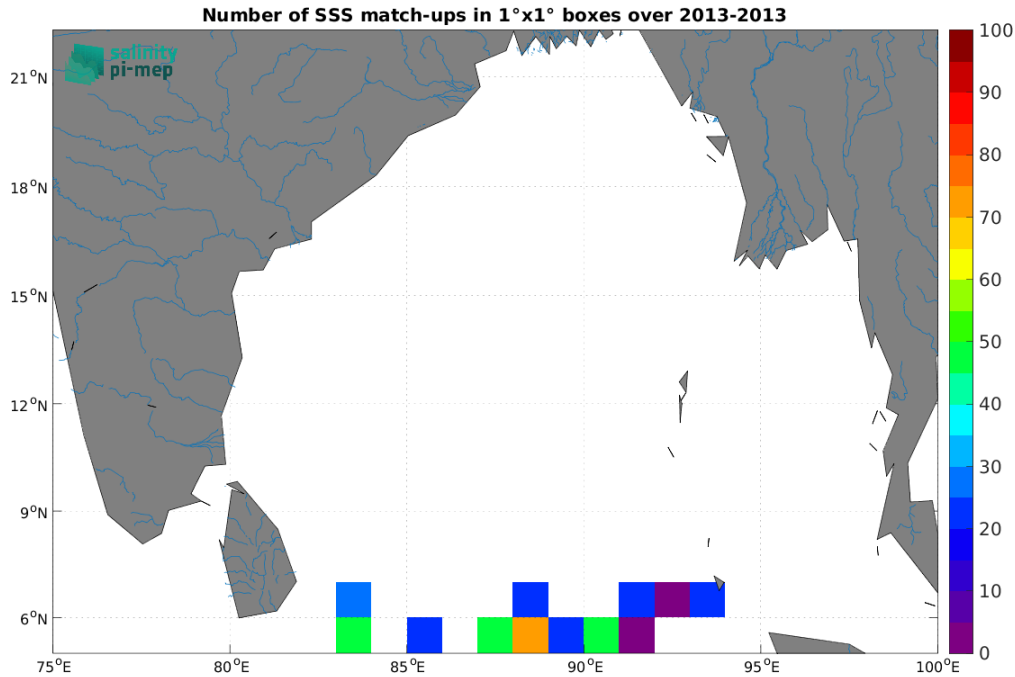 Number of SSS match-ups in 1°x1° boxes over 2013-2013
salinity
pi-mep
21°N
18°N
15°N
12°N
9°N
6°N
75°E
80°E
85°E
90°E
95°E
100°E
100
90
80
70
60
50
40
30
20
10
0